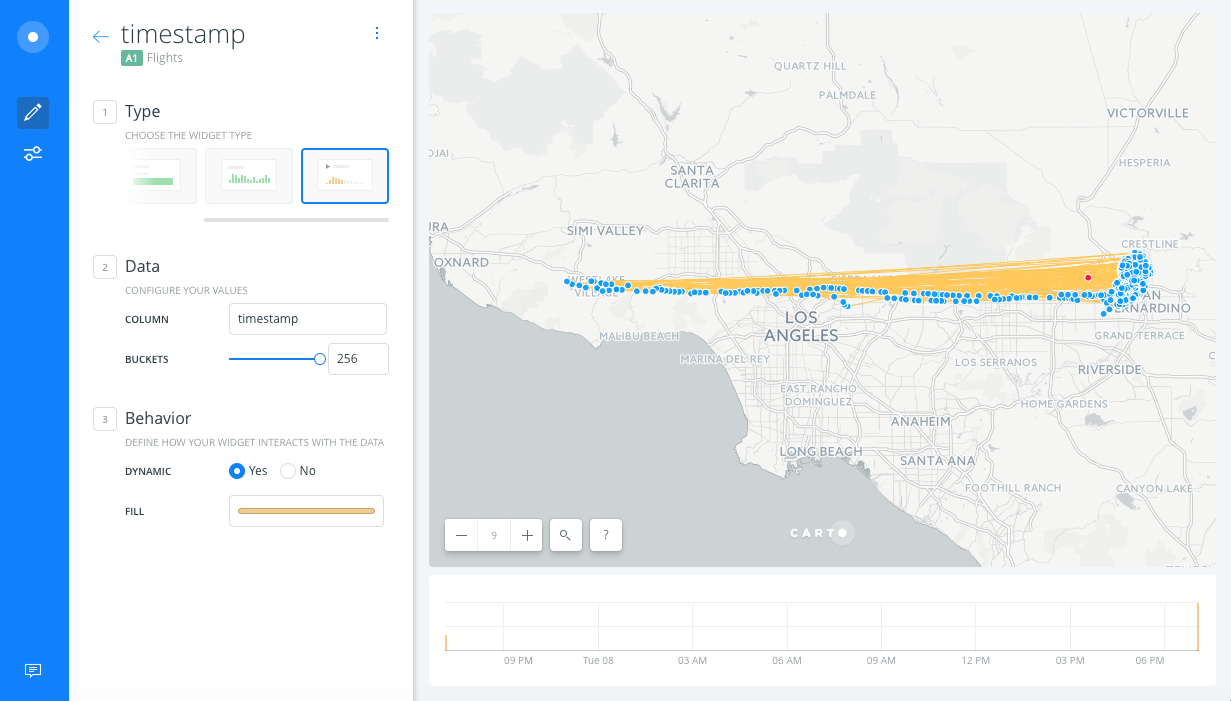 timestamp
A1 Flights
1 Type
CHOOSE THE WIDGET TYPE
2 Data
CONFIGURE YOUR VALUES
COLUMN timestamp
BUCKETS 256
3 Behavior
DEFINE HOW YOUR WIDGET INTERACTS WITH THE DATA
DYNAMIC Yes No
FILL
QUARTZ HILL
PALMDALE
VICTORVILLE
OJAI
HESPERIA
SANTA
CLARITA
URA
SIMI VALLEY
CRESTLINE
OXNARD
WESTLAKE
VILLAGE
SAN
BERNARDINO
LOS
ANGELES
MALIBU BEACH
GRAND TERRACE
MARINA DEL REY
LOS SERRANOS
RIVERSIDE
EAST RANCHO
DOMINGUEZ
HOME GARDENS
ANAHEIM
LONG BEACH
SANTA ANA
FOOTHILL RANCH
CANYON LAKE
9 ?
CARTO
09 PM Tue 08 03 AM 06 AM 09 AM 12 PM 03 PM 06 PM